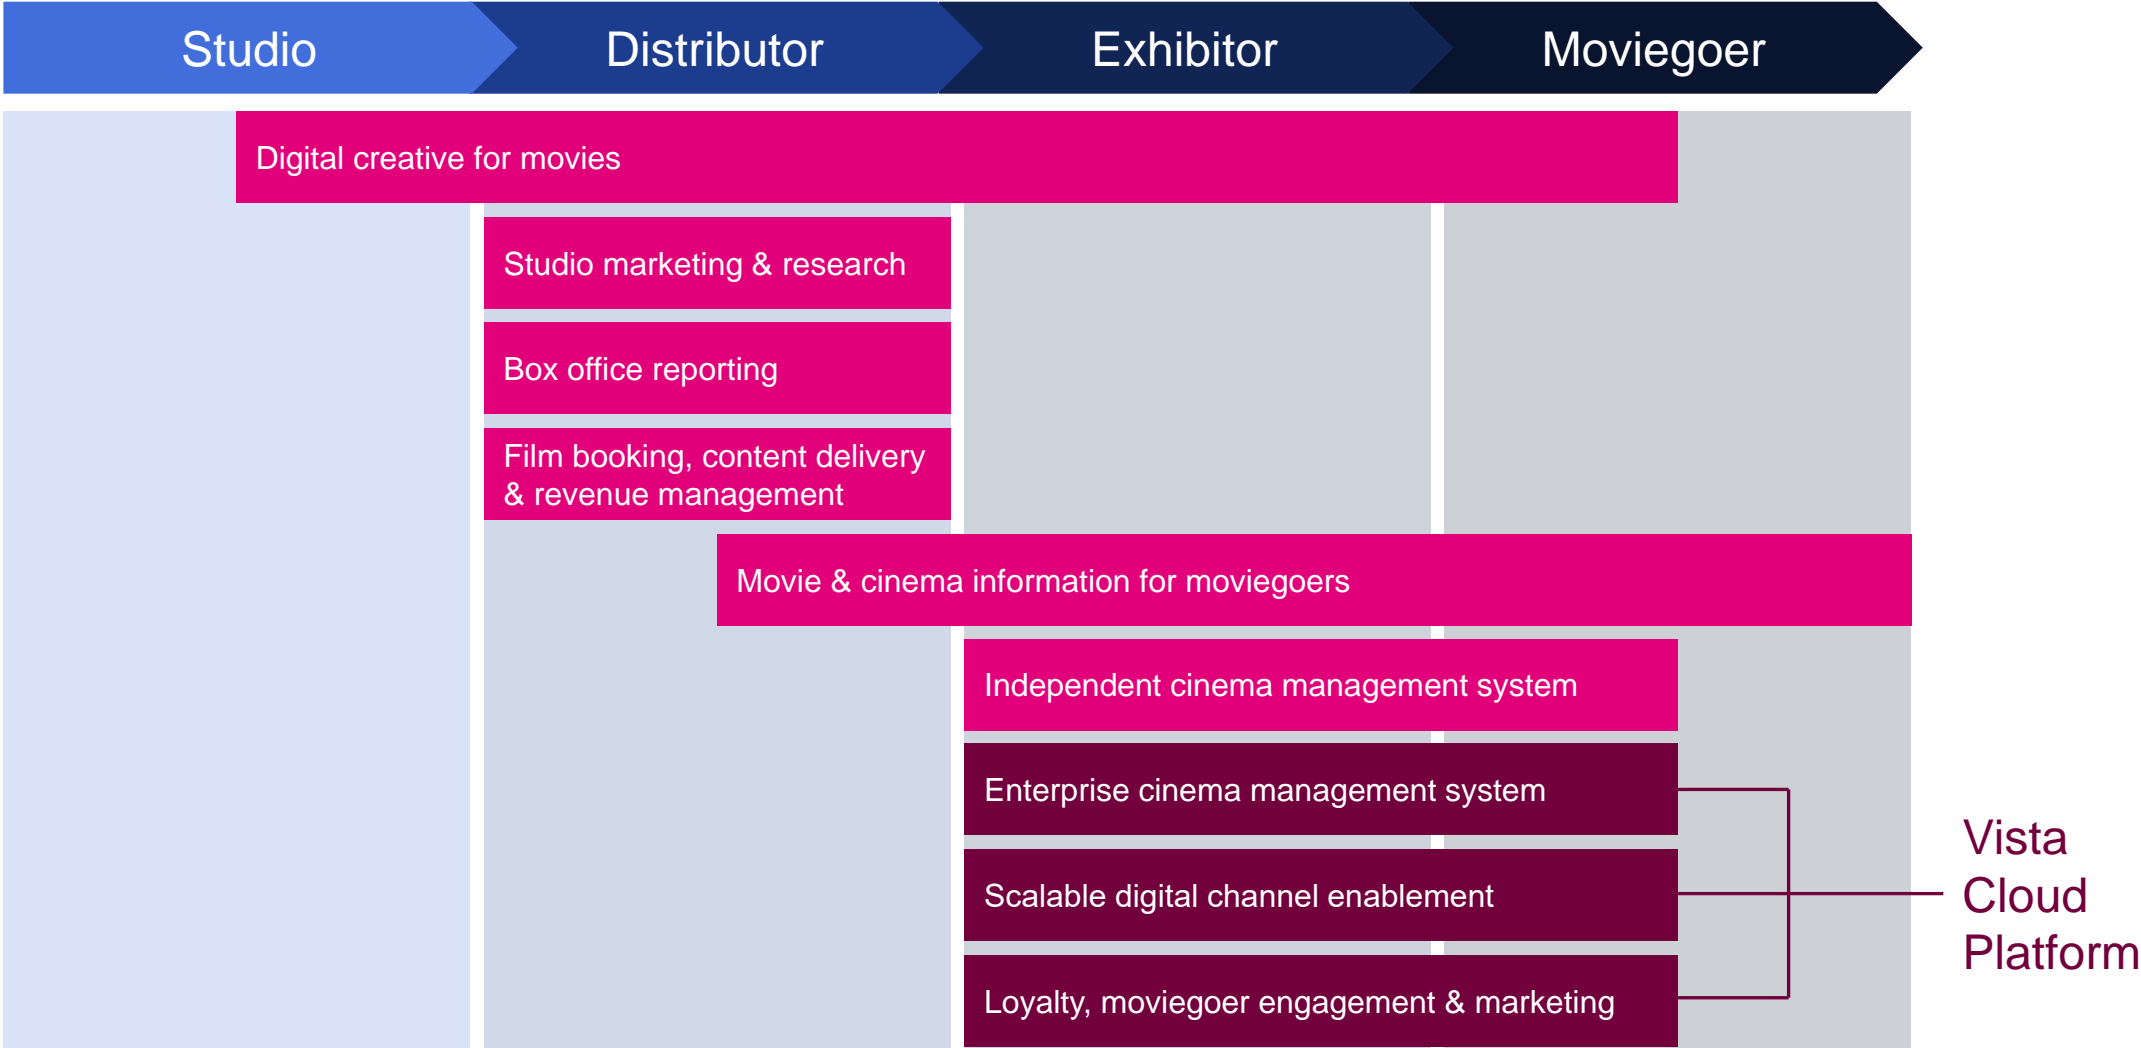 Studio
Distributor
Exhibitor
Moviegoer
Digital creative for movies
Studio marketing & research
Box office reporting
Film booking, content delivery
& revenue management
Movie & cinema information for moviegoers
Independent cinema management system
Enterprise cinema management system
Scalable digital channel enablement
Loyalty, moviegoer engagement & marketing
Vista
Cloud
Platform